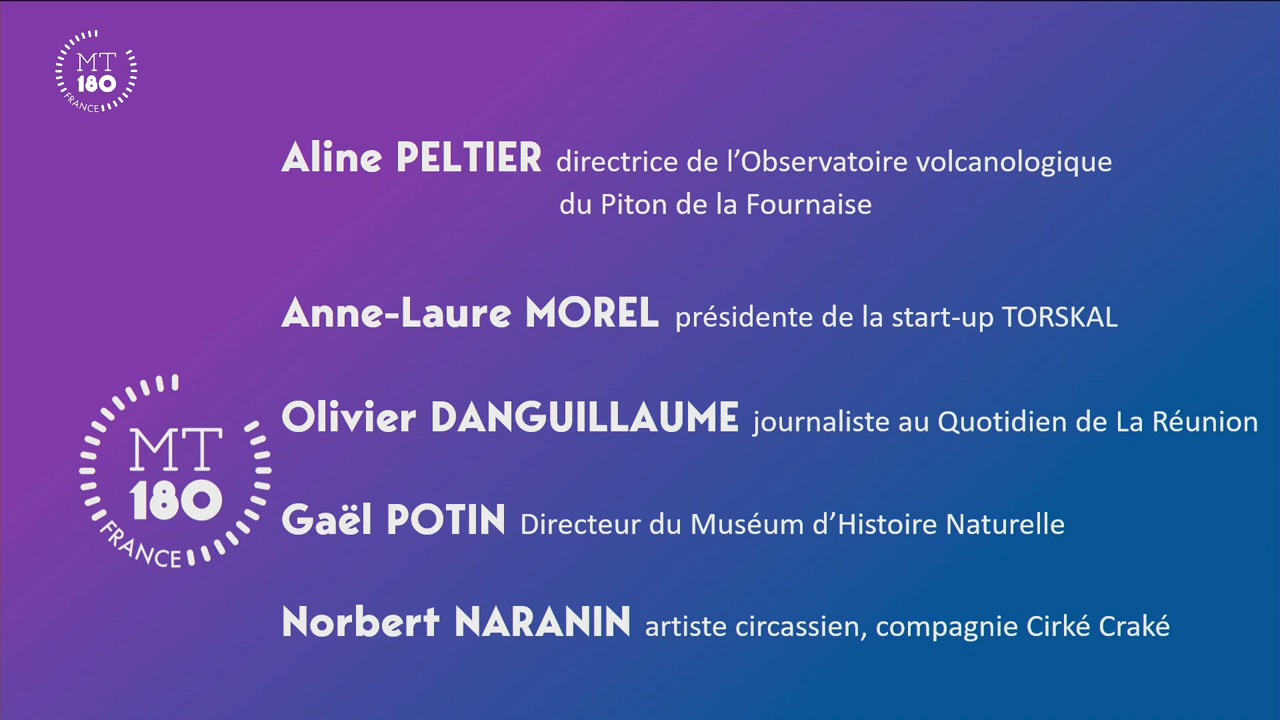 MT
180
FRANCE
Aline PELTIER directrice de l’Observatoire volcanologique
du Piton de la Fournaise
Anne-Laure MOREL présidente de la start-up TORSKAL
Olivier DANGUILLAUME journaliste au Quotidien de La Réunion
MT
180
FRANCE
Gaël POTIN Directeur du Muséum d’Histoire Naturelle
Norbert NARANIN artiste circassien, compagnie Cirké Craké